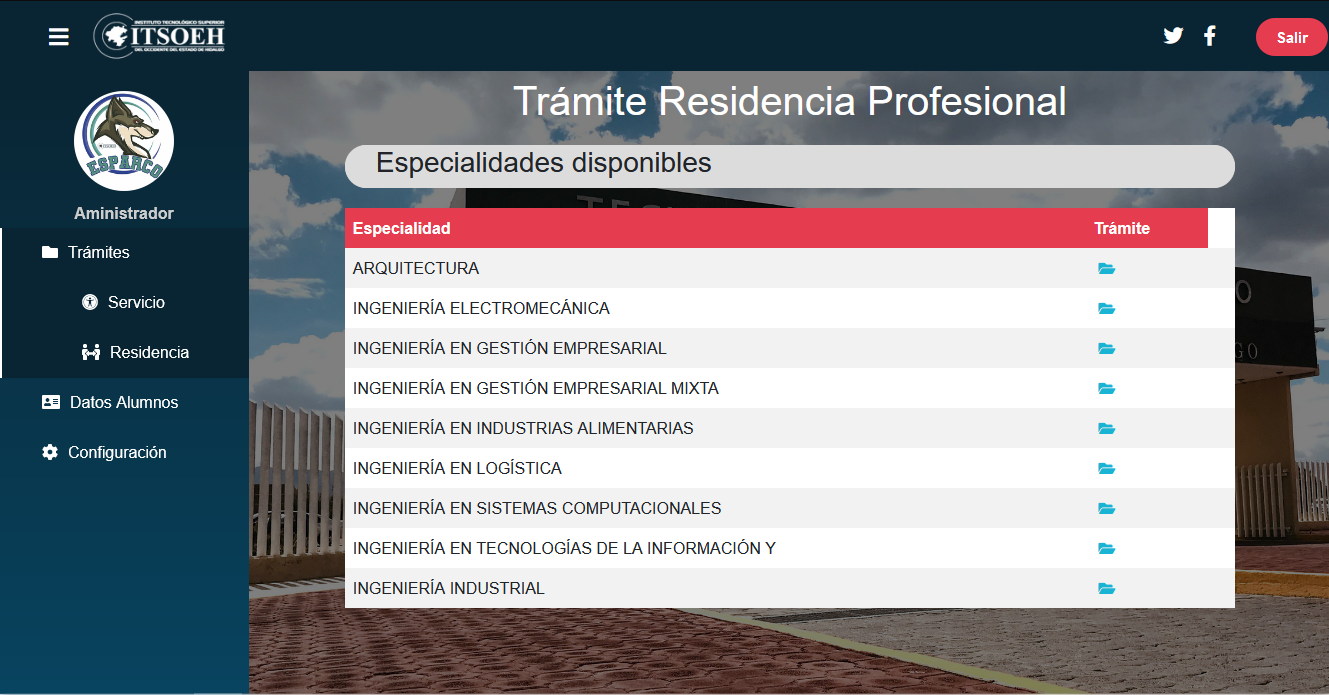 INSTITUTO TECNOLÓGICO SUPERIOR
ITSOEH
DEL OCCIDENTE DEL ESTADO DE HIDALGO
Salir
ESPARCO
Aministrador
Trámites
Servicio
Residencia
Datos Alumnos
Configuración
Trámite Residencia Profesional
Especialidades disponibles
Especialidad Trámite
ARQUITECTURA
INGENIERÍA ELECTROMECÁNICA
INGENIERÍA EN GESTIÓN EMPRESARIAL
INGENIERÍA EN GESTIÓN EMPRESARIAL MIXTA
INGENIERÍA EN INDUSTRIAS ALIMENTARIAS
INGENIERÍA EN LOGÍSTICA
INGENIERÍA EN SISTEMAS COMPUTACIONALES
INGENIERÍA EN TECNOLOGÍAS DE LA INFORMACIÓN Y
INGENIERÍA INDUSTRIAL